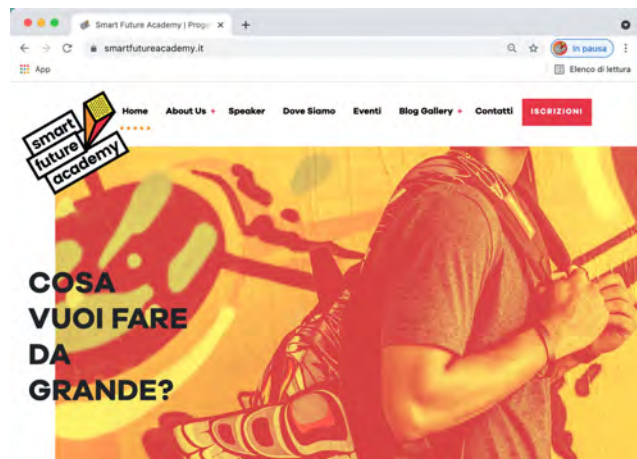 Smart Future Academy | Proge
smartfutureacademy.it
In pausa
App
Elenco di lettura
smart
future
academy
Home About Us + Speaker Dove Siamo Eventi Blog Gallery + Contatti ISCRIZIONI
COSA
VUOI FARE
DA
GRANDE?